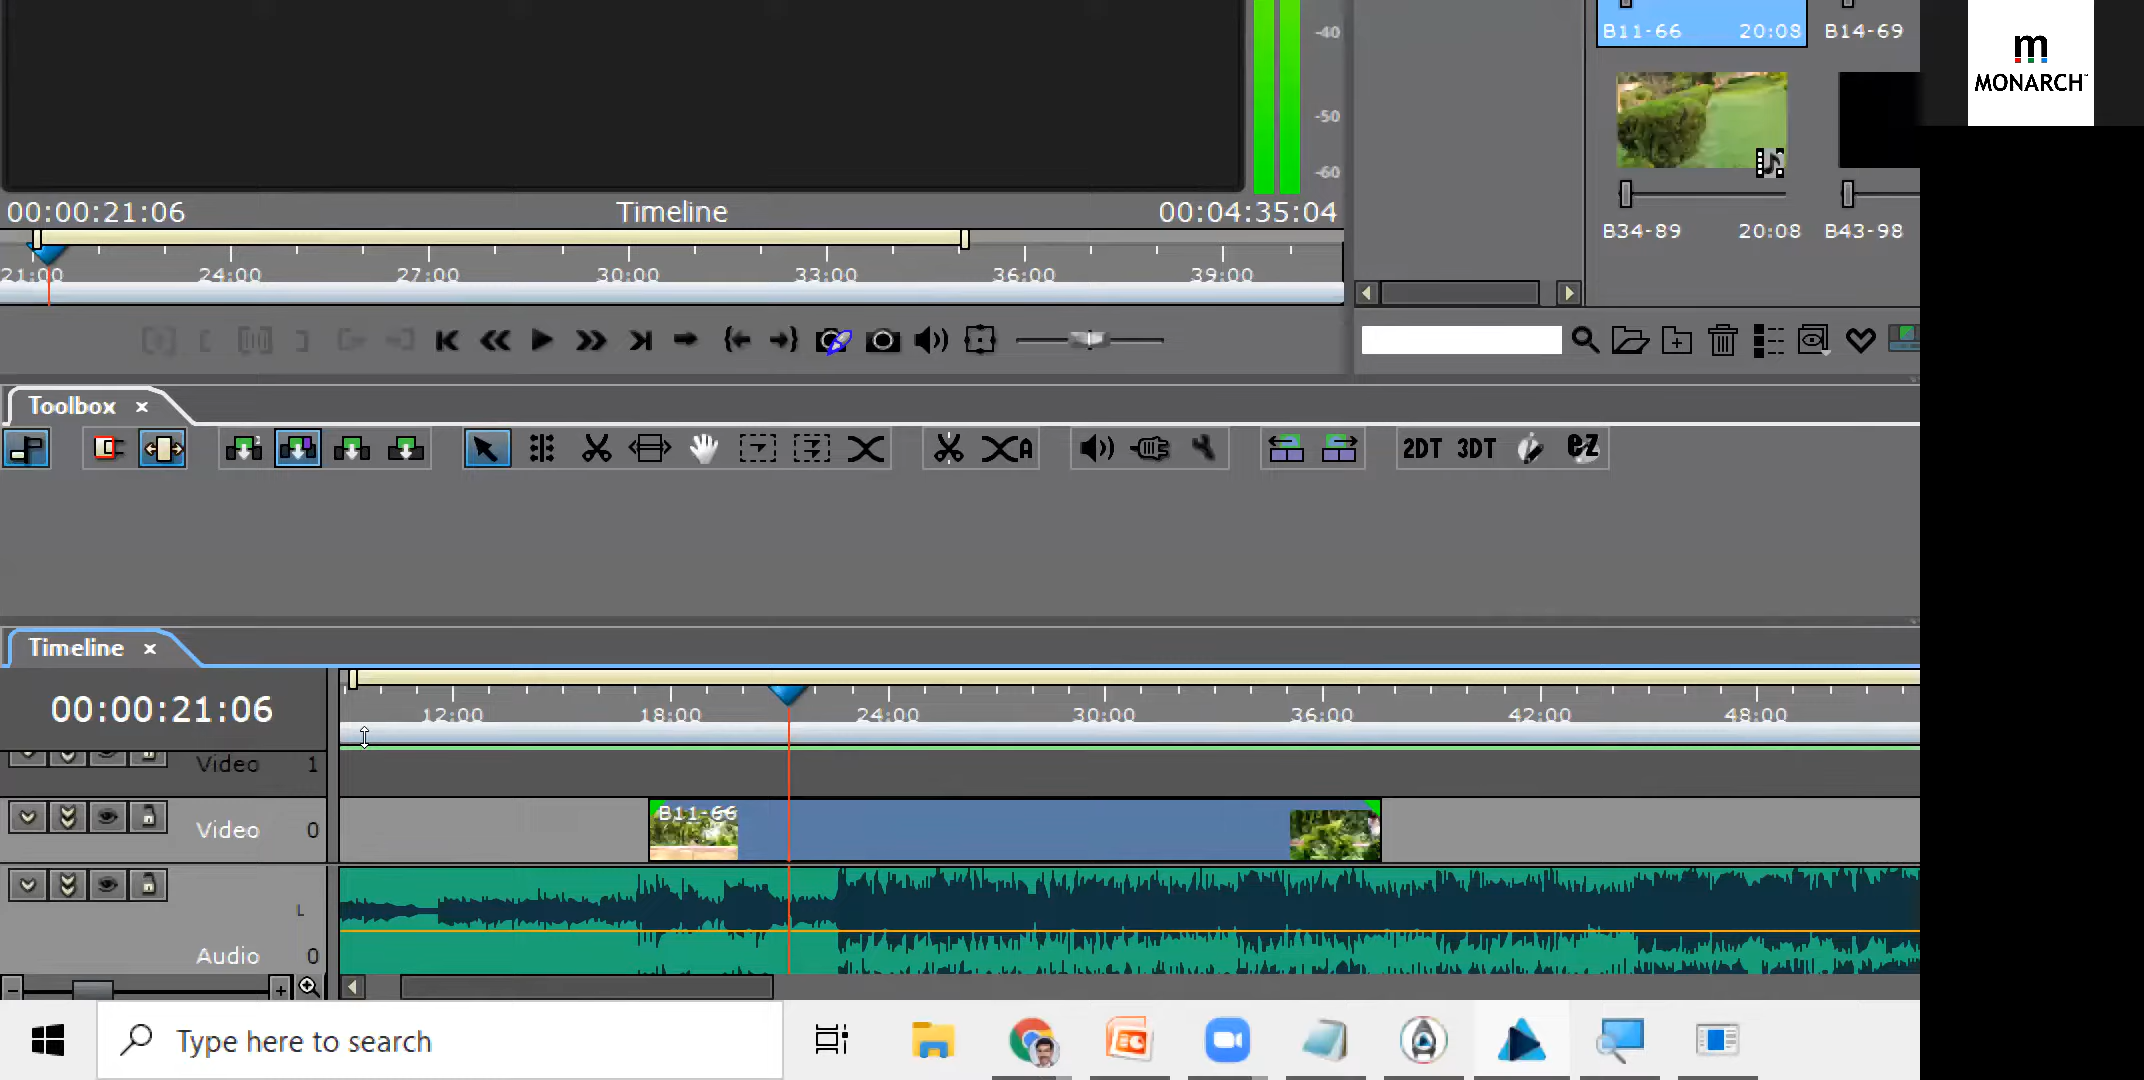 -40
B11-66 20:08 B14-69
m
MONARCH™
-50
-60
00:00:21:06 Timeline 00:04:35:04
B34-89 20:08 B43-98
21:00 24:00 27:00 30:00 33:00 36:00 39:00
Toolbox x
1
A
2DT 3DT ez
Timeline x
00:00:21:06
12:00 18:00 24:00 30:00 36:00 42:00 48:00
Video 1
B11-66
Video 0
L
Audio 0
Type here to search